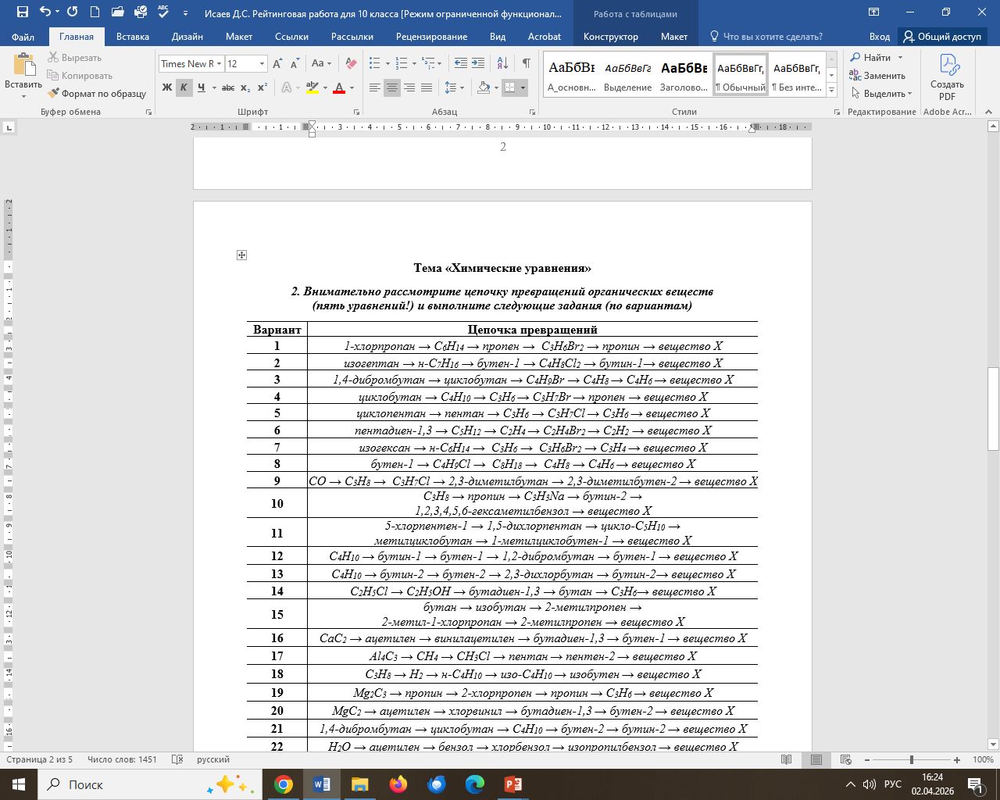 Исаев Д.С. Рейтинговая работа для 10 класса [Режим ограниченной функционал...
Работа с таблицами
Файл Главная Вставка Дизайн Макет Ссылки Рассылки Рецензирование Вид Acrobat Конструктор Макет Что вы хотите сделать? Вход Общий доступ
Вставить
Вырезать
Копировать
Формат по образцу
Буфер обмена
Times New R 12
Ж К Ч abc x₂ x²
Шрифт
Абзац
АаБбВı АаБбВвГг АаБбВв АаБбВвГг, АаБбВвГг,
А_основн... Выделение Заголово... ¶ Обычный ¶ Без инте...
Стили
Найти
Заменить
Выделить
Редактирование
Создать PDF
Adobe Acr...
2
Тема «Химические уравнения»
2. Внимательно рассмотрите цепочку превращений органических веществ
(пять уравнений!) и выполните следующие задания (по вариантам)
Вариант Цепочка превращений
1 1-хлорпропан → C₆H₁₄ → пропен → C₃H₆Br₂ → пропин → вещество X
2 изогептан → н-C₇H₁₆ → бутен-1 → C₄H₈Cl₂ → бутин-1→ вещество X
3 1,4-дибромбутан → циклобутан → C₄H₉Br → C₄H₈ → C₄H₆ → вещество X
4 циклобутан → C₄H₁₀ → C₃H₆ → C₃H₇Br → пропен → вещество X
5 циклопентан → пентан → C₃H₆ → C₃H₇Cl → C₃H₆ → вещество X
6 пентадиен-1,3 → C₅H₁₂ → C₂H₄ → C₂H₄Br₂ → C₂H₂ → вещество X
7 изогексан → н-C₆H₁₄ → C₃H₆ → C₃H₆Br₂ → C₃H₄ → вещество X
8 бутен-1 → C₄H₉Cl → C₈H₁₈ → C₄H₈ → C₄H₆ → вещество X
9 CO → C₃H₈ → C₃H₇Cl → 2,3-диметилбутан → 2,3-диметилбутен-2 → вещество X
10 C₃H₈ → пропин → C₃H₃Na → бутин-2 →
1,2,3,4,5,6-гексаметилбензол → вещество X
11 5-хлорпентен-1 → 1,5-дихлорпентан → цикло-C₅H₁₀ →
метилциклобутан → 1-метилциклобутен-1 → вещество X
12 C₄H₁₀ → бутин-1 → бутен-1 → 1,2-дибромбутан → бутен-1 → вещество X
13 C₄H₁₀ → бутин-2 → бутен-2 → 2,3-дихлорбутан → бутин-2→ вещество X
14 C₂H₅Cl → C₂H₅OH → бутадиен-1,3 → бутан → C₃H₆→ вещество X
15 бутан → изобутан → 2-метилпропен →
2-метил-1-хлорпропан → 2-метилпропен → вещество X
16 CaC₂ → ацетилен → винилацетилен → бутадиен-1,3 → бутен-1 → вещество X
17 Al₄C₃ → CH₄ → CH₃Cl → пентан → пентен-2 → вещество X
18 C₃H₈ → H₂ → н-C₄H₁₀ → изо-C₄H₁₀ → изобутен → вещество X
19 Mg₂C₃ → пропин → 2-хлорпропен → пропин → C₃H₆ → вещество X
20 MgC₂ → ацетилен → хлорвинил → бутадиен-1,3 → бутен-2 → вещество X
21 1,4-дибромбутан → циклобутан → C₄H₁₀ → бутен-2 → бутин-2 → вещество X
22 H₂O → ацетилен → бензол → хлорбензол → изопропилбензол → вещество X
Страница 2 из 5 Число слов: 1451 русский 100%
Поиск
РУС
16:24
02.04.2026
1